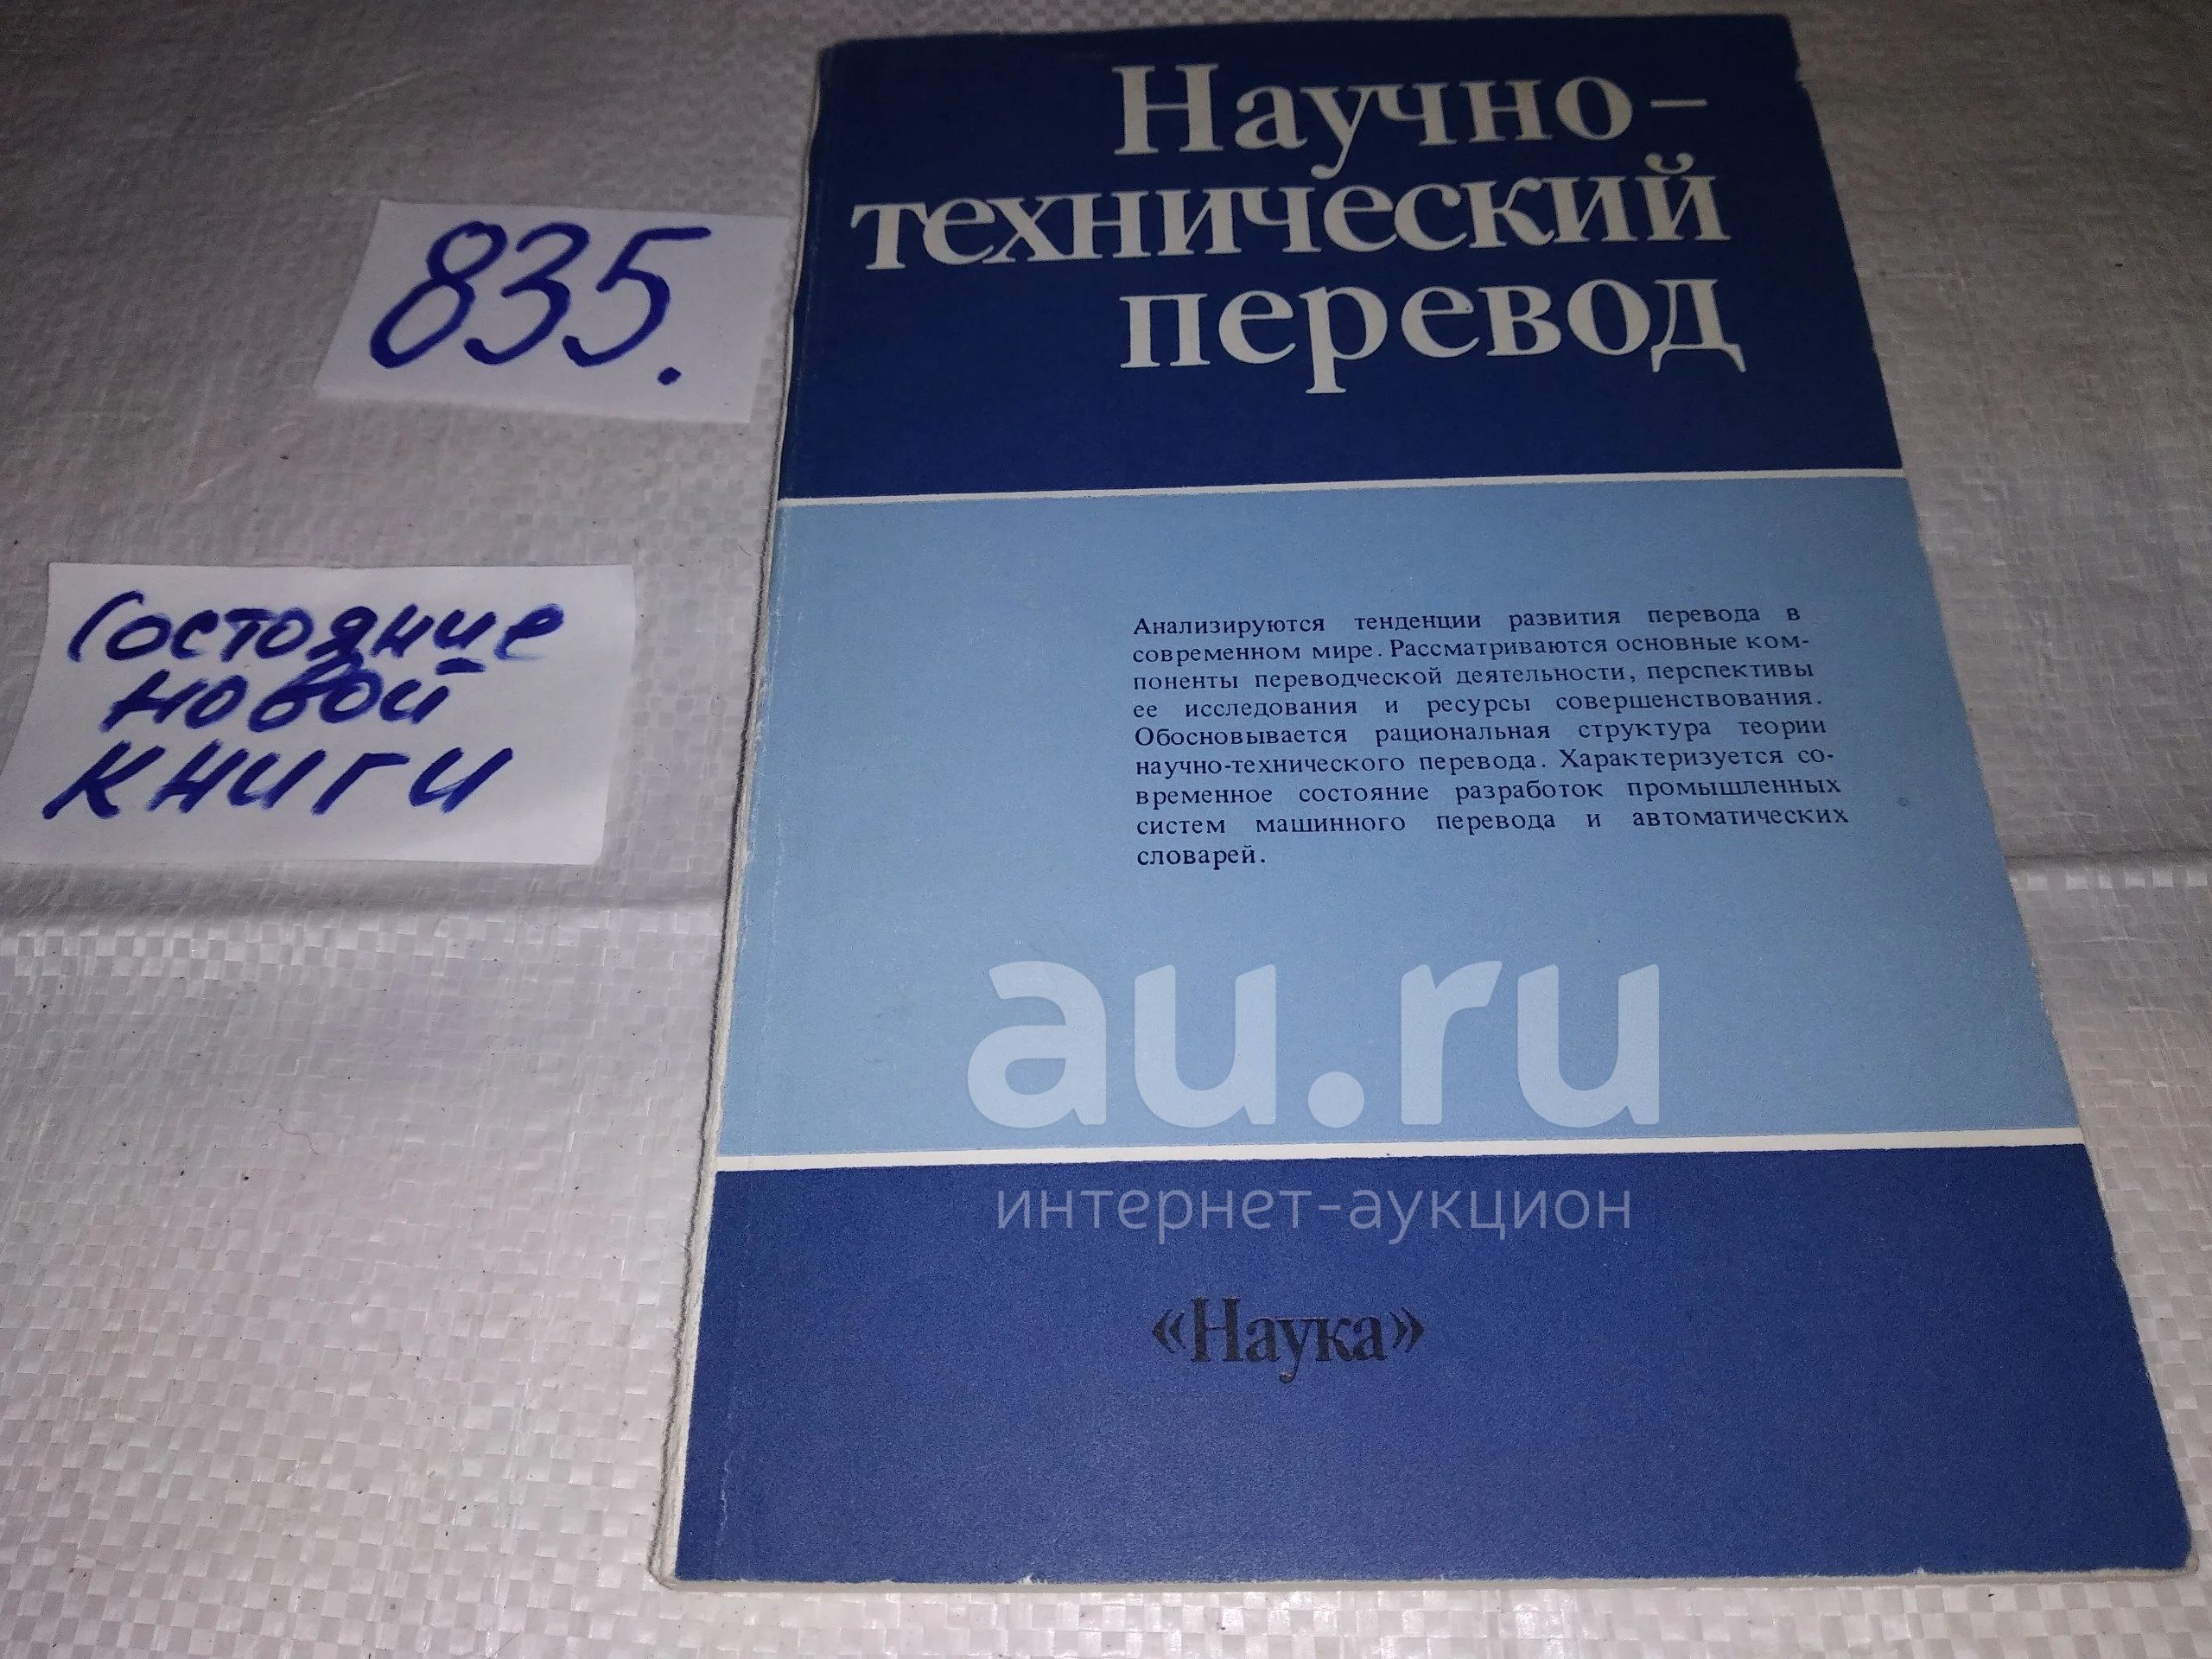 835.
Состояние
новой
книги
Научно-
технический
перевод
Анализируются тенденции развития перевода в
современном мире. Рассматриваются основные ком-
поненты переводческой деятельности, перспективы
ее исследования и ресурсы совершенствования.
Обосновывается рациональная структура теории
научно-технического перевода. Характеризуется со-
временное состояние разработок промышленных
систем машинного перевода и автоматических
словарей.
au.ru
интернет-аукцион
«Наука»